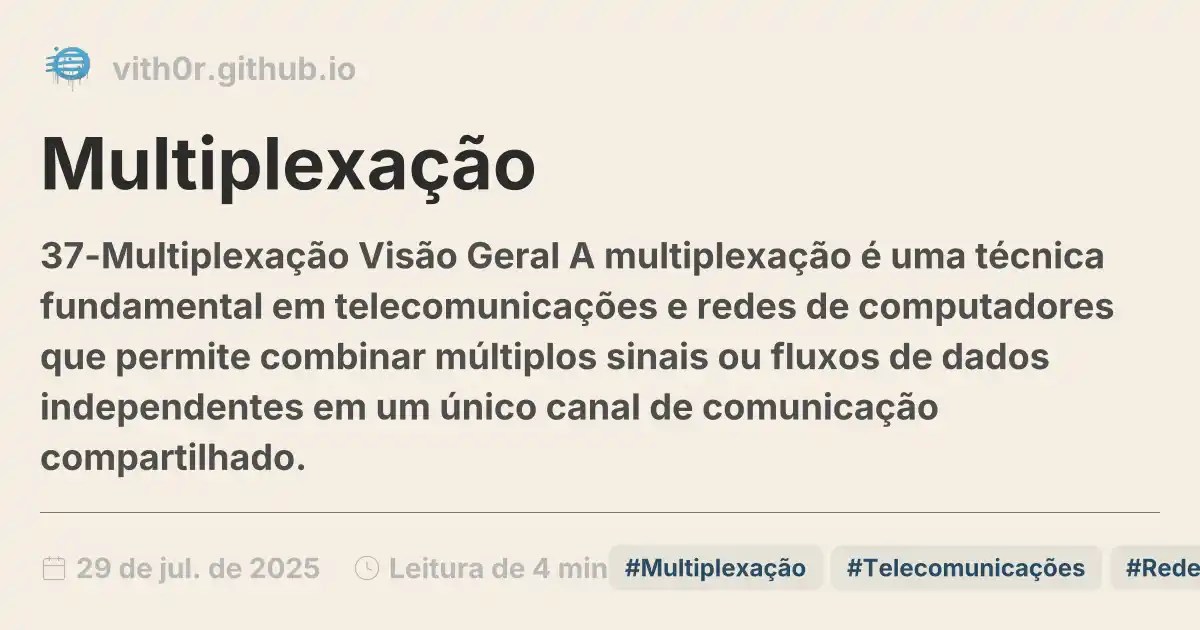 vith0r.github.io
Multiplexação
37-Multiplexação Visão Geral A multiplexação é uma técnica
fundamental em telecomunicações e redes de computadores
que permite combinar múltiplos sinais ou fluxos de dados
independentes em um único canal de comunicação
compartilhado.
29 de jul. de 2025 Leitura de 4 min #Multiplexação #Telecomunicações #Rede